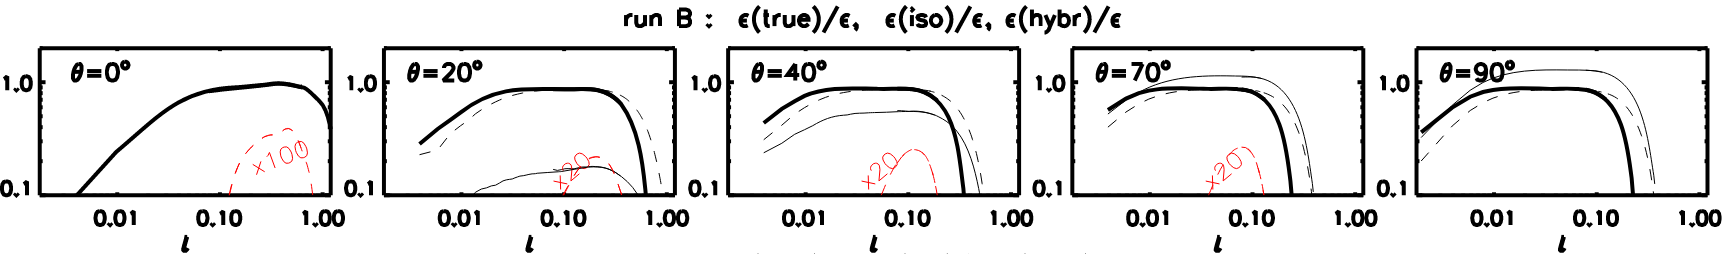 run B : ϵ(true)/ϵ, ϵ(iso)/ϵ, ϵ(hybr)/ϵ
θ=0° θ=20° θ=40° θ=70° θ=90°
1.0 1.0 1.0 1.0 1.0
x100 x20 x20 x20
0.1 0.1 0.1 0.1 0.1
0.01 0.10 1.00 0.01 0.10 1.00 0.01 0.10 1.00 0.01 0.10 1.00 0.01 0.10 1.00
l l l l l